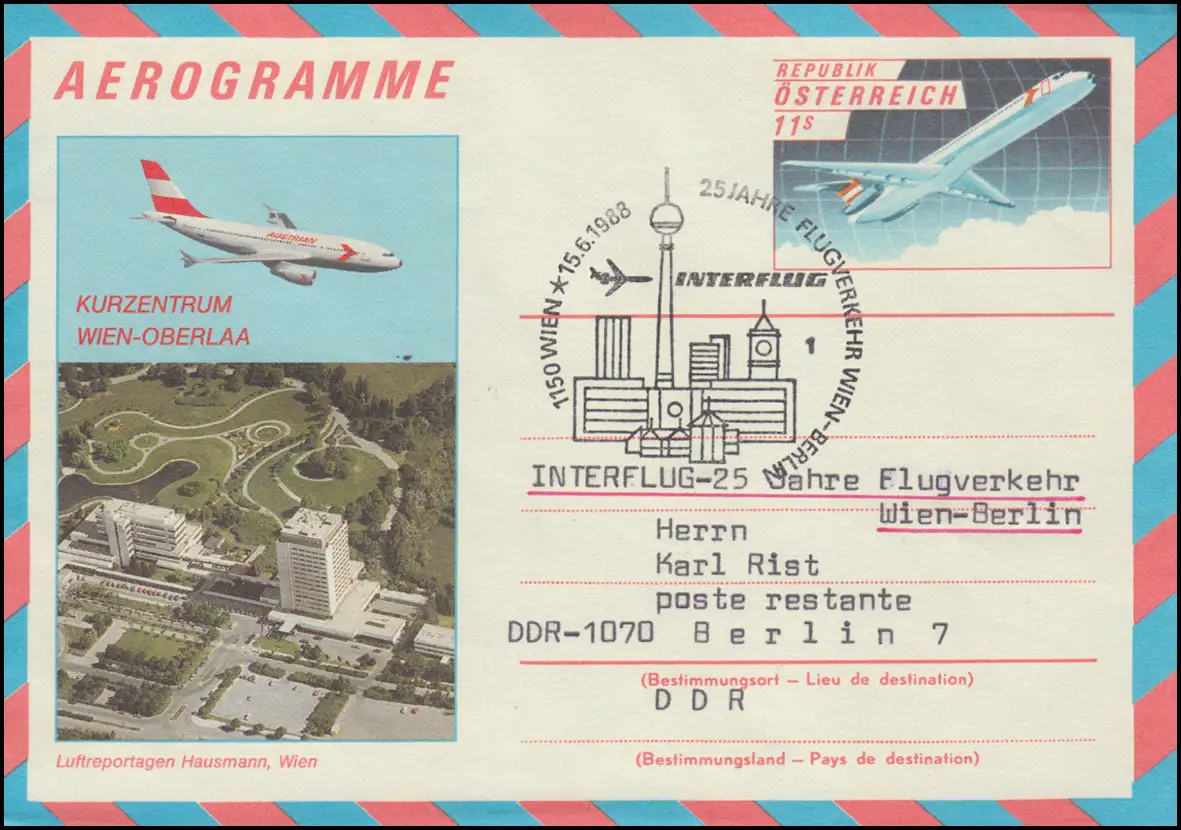 AEROGRAMME
REPUBLIK
ÖSTERREICH
11S
AUSTRIAN
KURZENTRUM
WIEN-OBERLAA
1150 WIEN ★ 15.6.1988
25 JAHRE FLUGVERKEHR WIEN-BERLIN
INTERFLUG
1
INTERFLUG-25 Jahre Flugverkehr
Wien-Berlin
Herrn
Karl Rist
poste restante
DDR-1070 B e r l i n 7
(Bestimmungsort – Lieu de destination)
D D R
(Bestimmungsland – Pays de destination)
Luftreportagen Hausmann, Wien